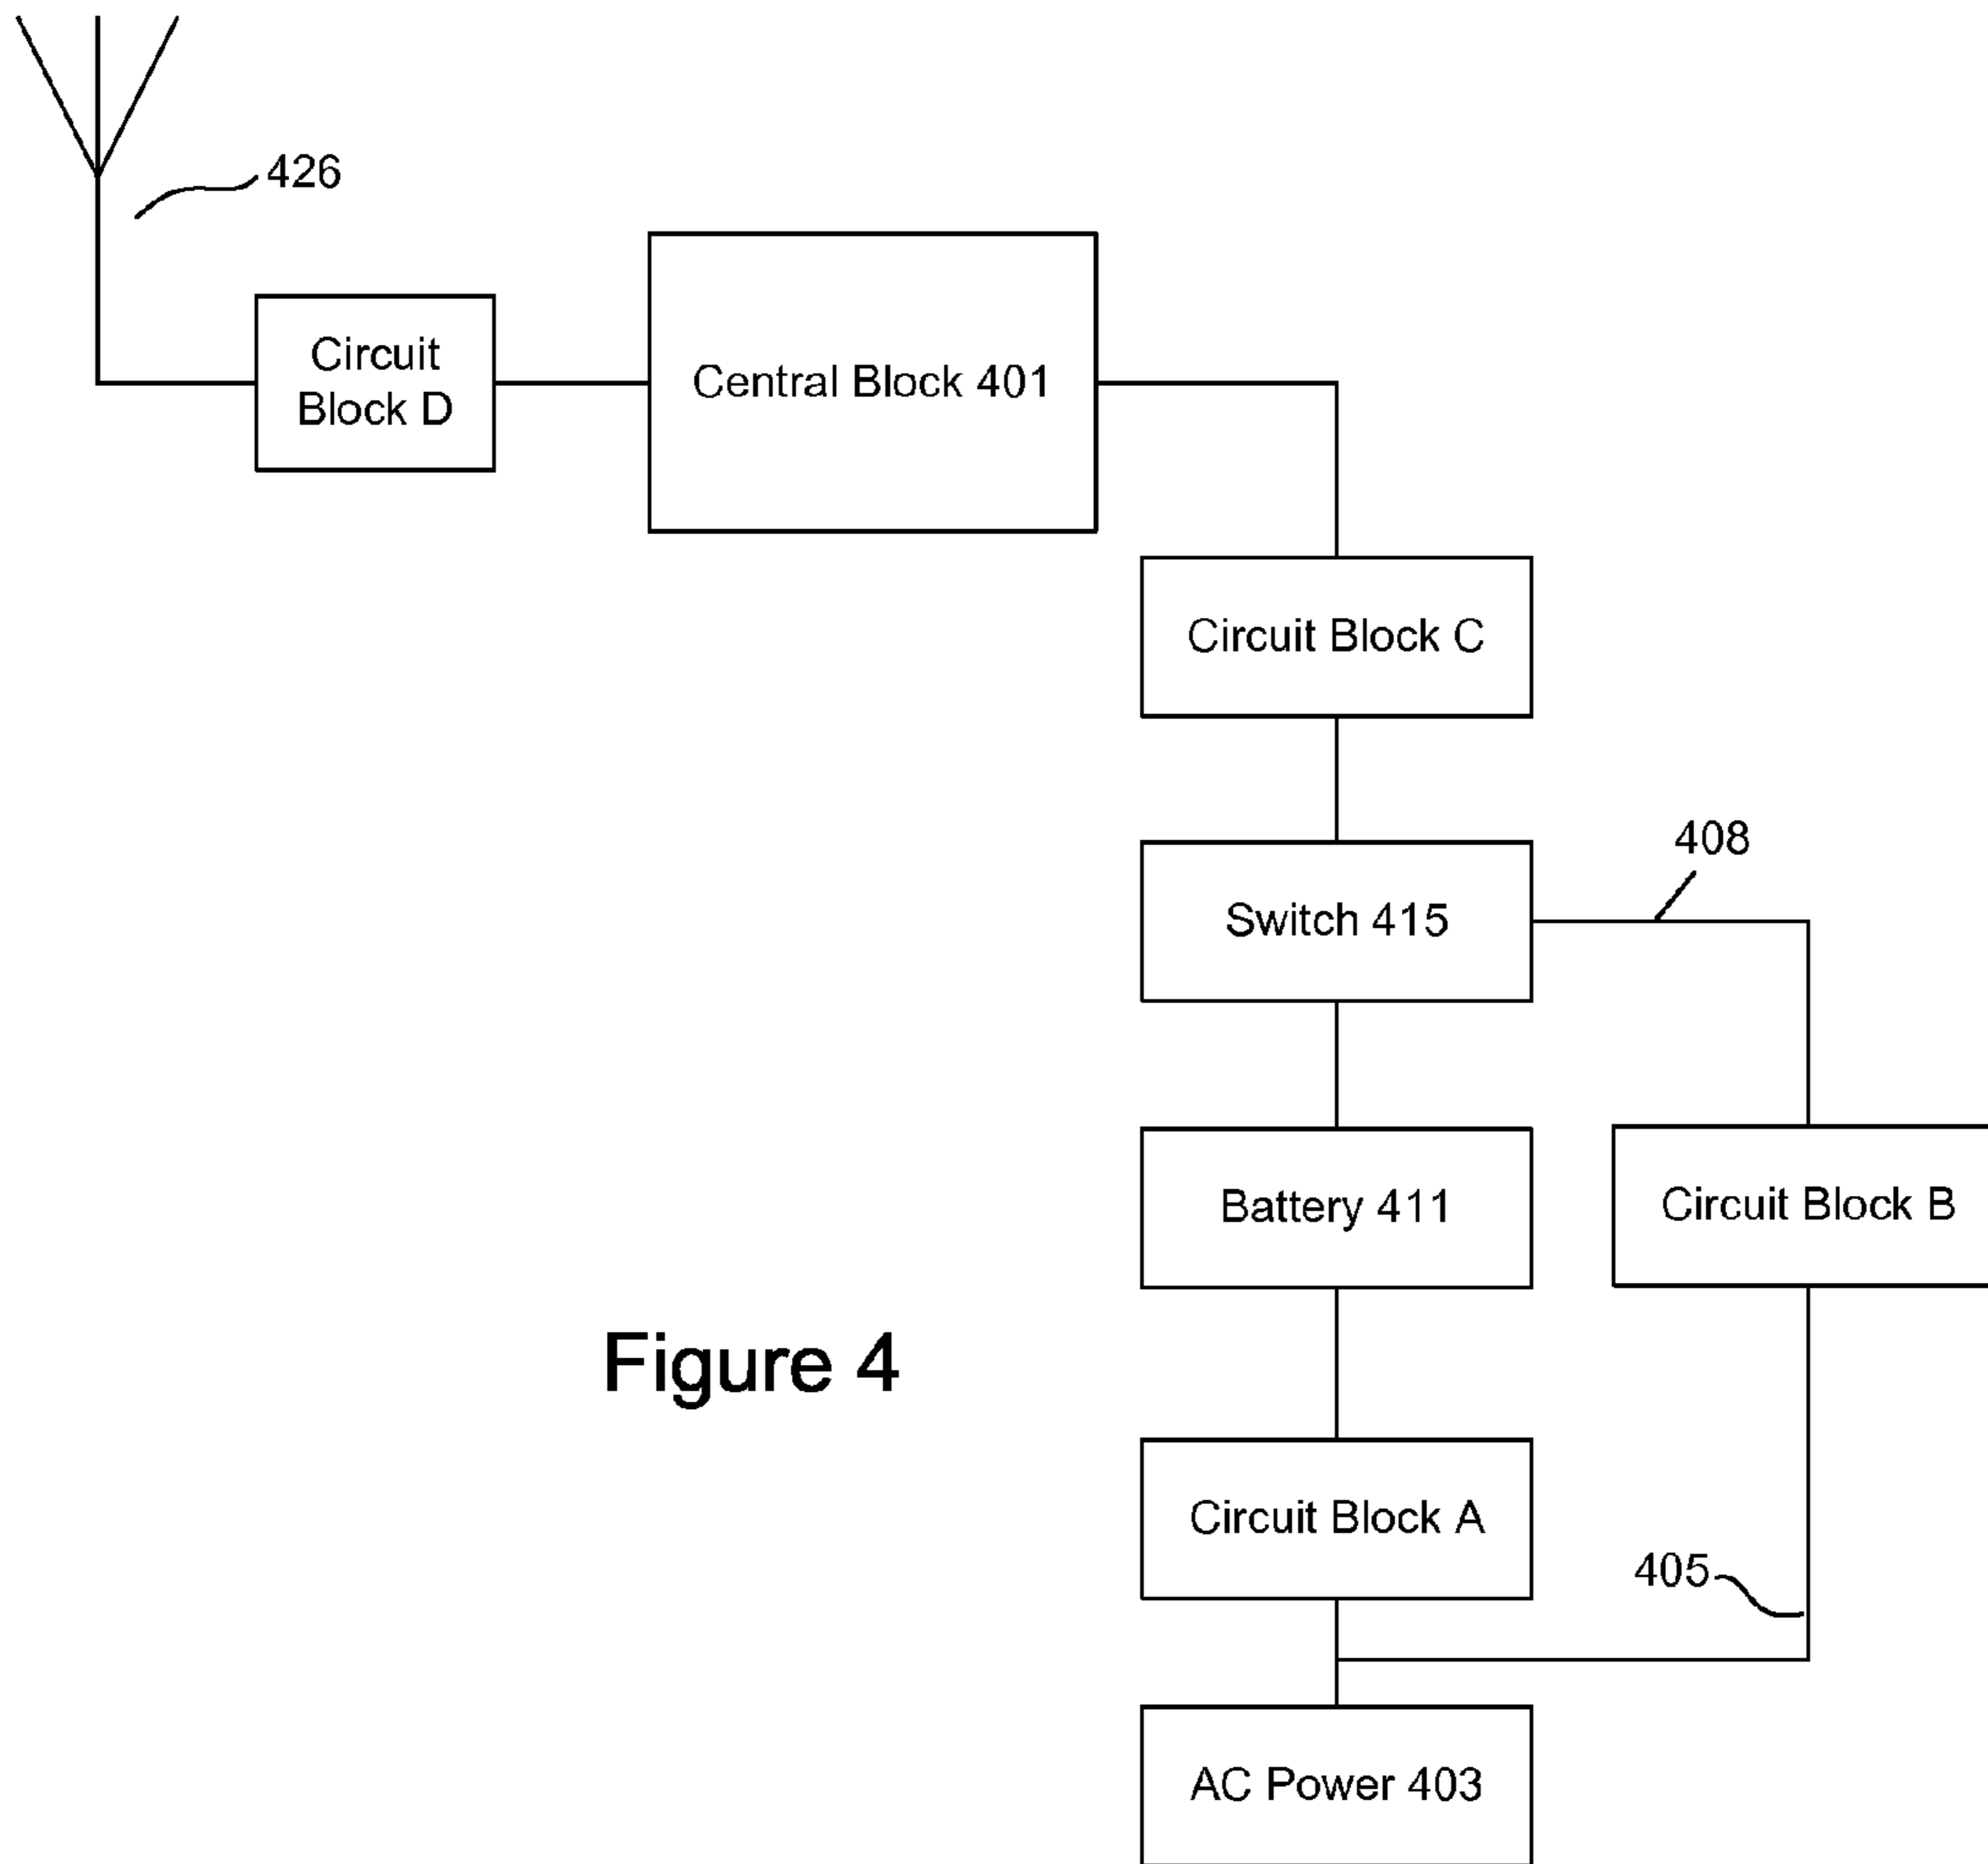 426
Circuit
Block D
Central Block 401
Circuit Block C
408
Switch 415
Battery 411
Circuit Block B
Figure 4
Circuit Block A
405
AC Power 403